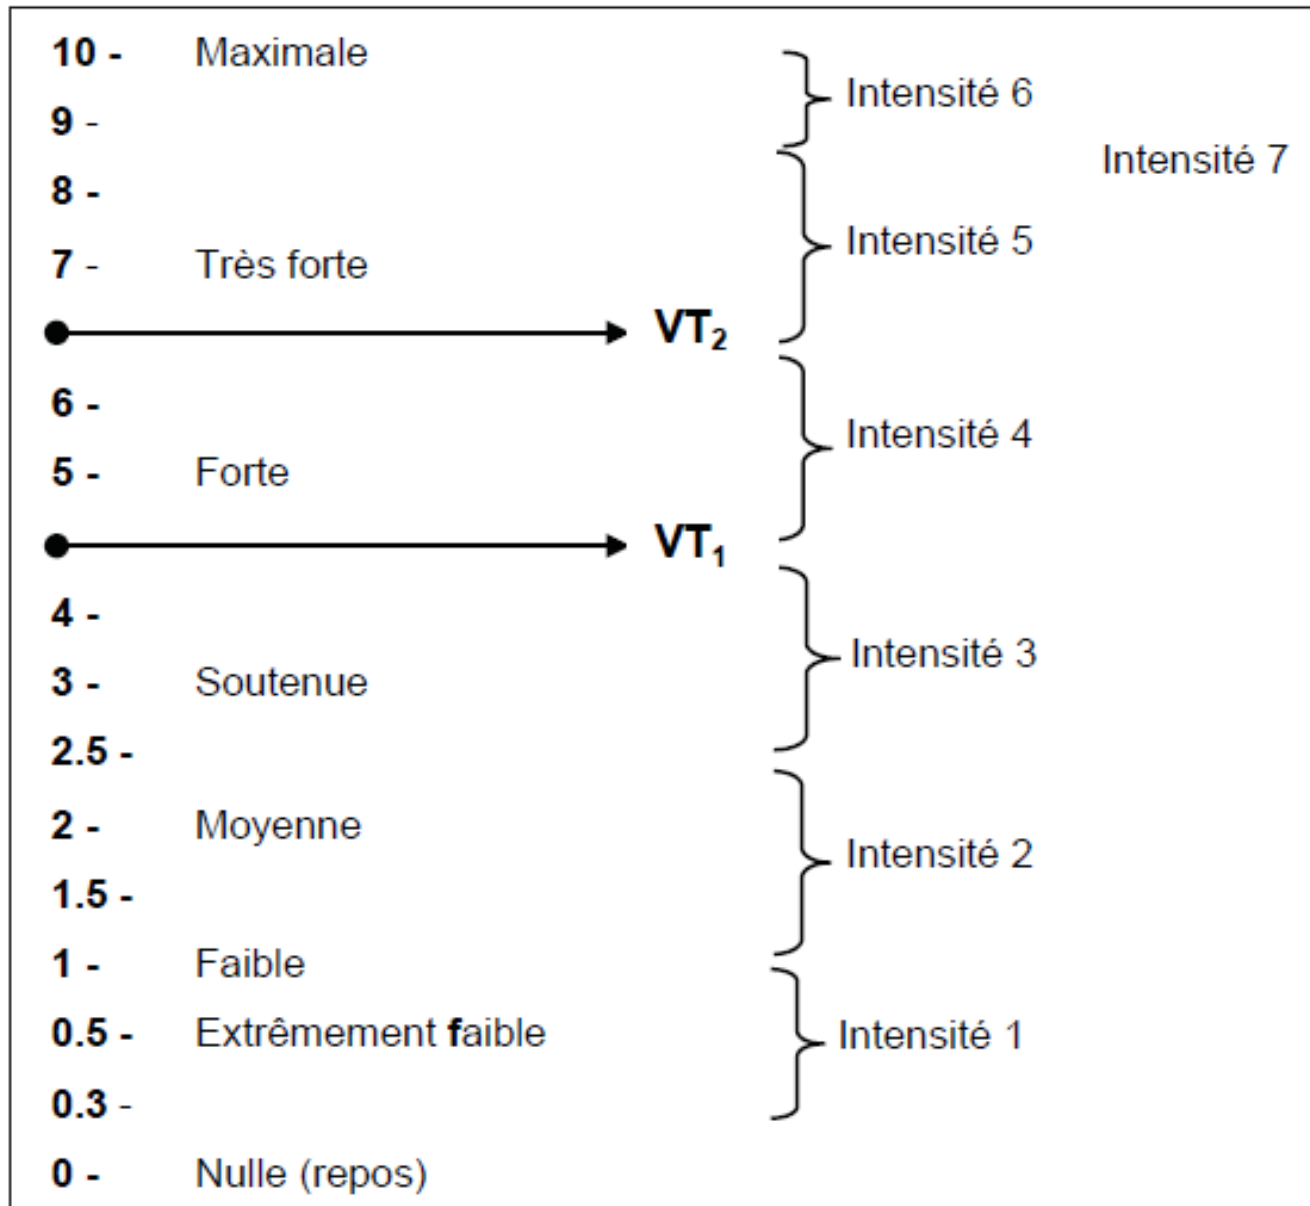 10 - Maximale
Intensité 6
9 -
Intensité 7
8 -
Intensité 5
7 - Très forte
VT₂
6 -
Intensité 4
5 - Forte
VT₁
4 -
Intensité 3
3 - Soutenue
2.5 -
2 - Moyenne
Intensité 2
1.5 -
1 - Faible
0.5 - Extrêmement faible
Intensité 1
0.3 -
0 - Nulle (repos)